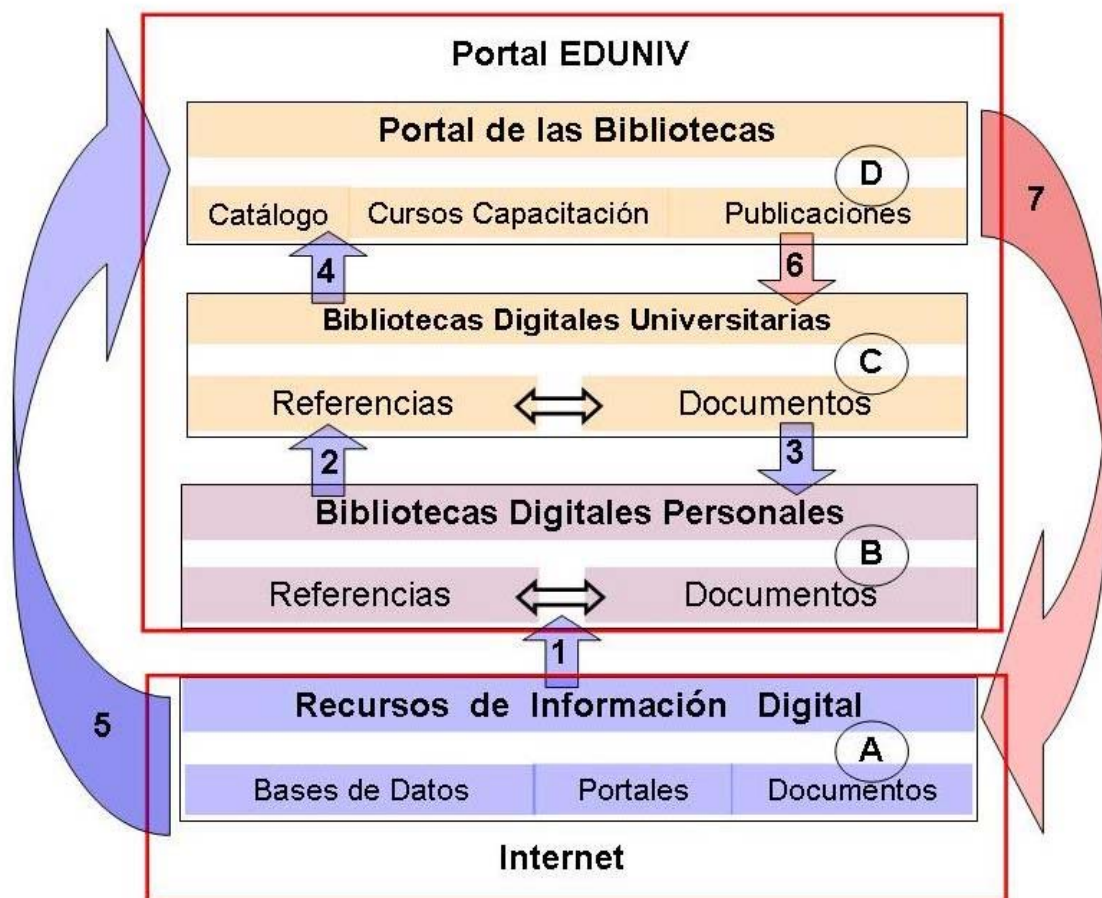 Portal EDUNIV
Portal de las Bibliotecas
D
Catálogo Cursos Capacitación Publicaciones
7
4 6
Bibliotecas Digitales Universitarias
C
Referencias Documentos
2 3
Bibliotecas Digitales Personales
B
Referencias Documentos
1
Recursos de Información Digital
5
A
Bases de Datos Portales Documentos
Internet